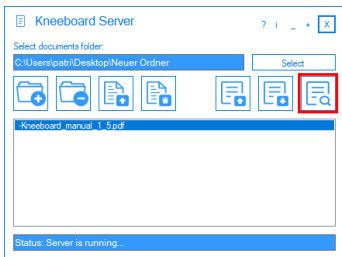 Kneeboard Server
? i _ + X
Select documents folder:
C:\Users\patri\Desktop\Neuer Ordner
Select
-Kneeboard_manual_1_5.pdf
Status: Server is running...